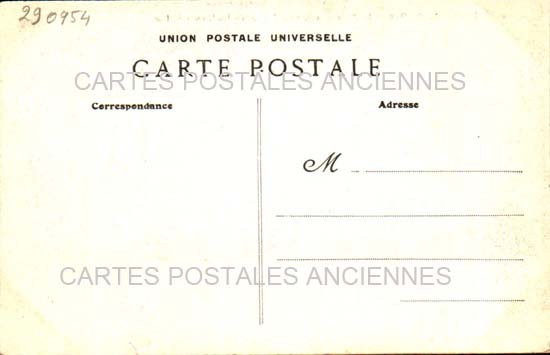 290954
UNION POSTALE UNIVERSELLE
CARTE POSTALE
CARTES POSTALES ANCIENNES
Correspondance
Adresse
M
CARTES POSTALES ANCIENNES